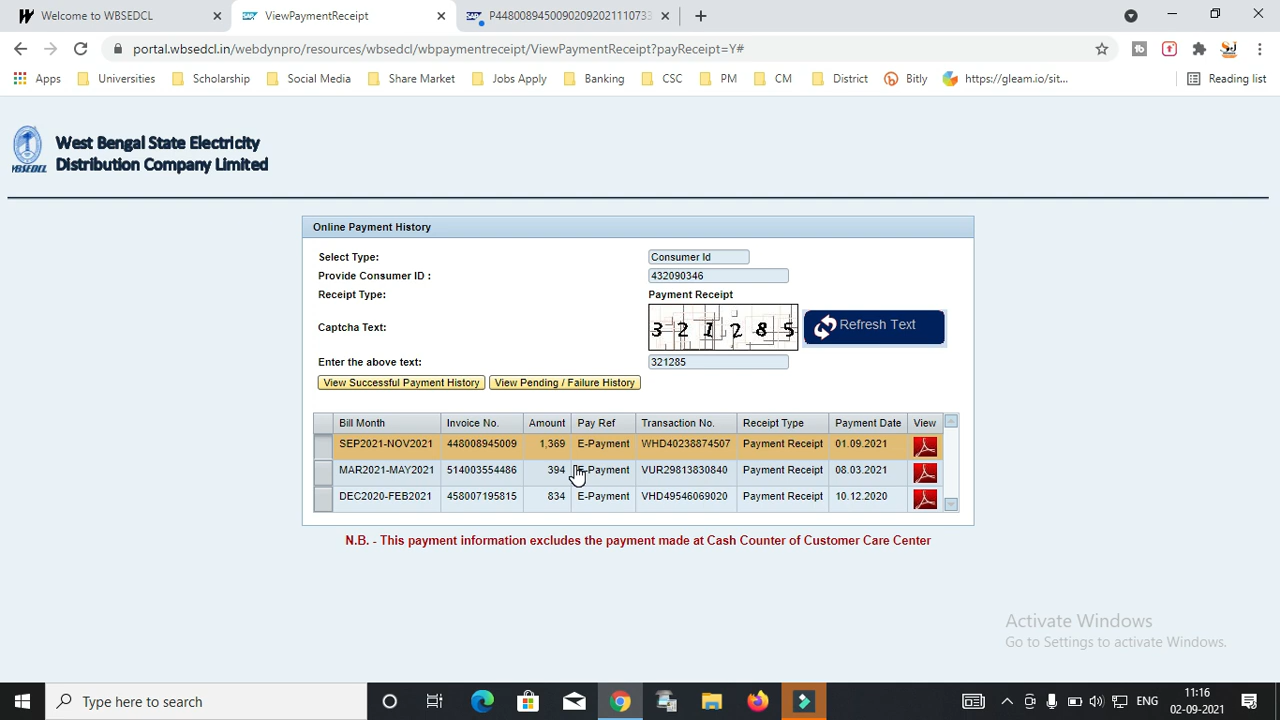 Welcome to WBSEDCL
ViewPaymentReceipt
P44800894500902092021110733
portal.wbsedcl.in/webdynpro/resources/wbsedcl/wbpaymentreceipt/ViewPaymentReceipt?payReceipt=Y#
Apps Universities Scholarship Social Media Share Market Jobs Apply Banking CSC PM CM District Bitly https://gleam.io/sit... Reading list
West Bengal State Electricity
Distribution Company Limited
Online Payment History
Select Type: Consumer Id
Provide Consumer ID : 432090346
Receipt Type: Payment Receipt
Captcha Text: 321285 Refresh Text
Enter the above text: 321285
View Successful Payment History View Pending / Failure History
Bill Month Invoice No. Amount Pay Ref Transaction No. Receipt Type Payment Date View
SEP2021-NOV2021 448008945009 1,369 E-Payment WHD40238874507 Payment Receipt 01.09.2021
MAR2021-MAY2021 514003554486 394 E-Payment VUR29813830840 Payment Receipt 08.03.2021
DEC2020-FEB2021 458007195815 834 E-Payment VHD49546069020 Payment Receipt 10.12.2020
N.B. - This payment information excludes the payment made at Cash Counter of Customer Care Center
Activate Windows
Go to Settings to activate Windows.
Type here to search
ENG
11:16
02-09-2021